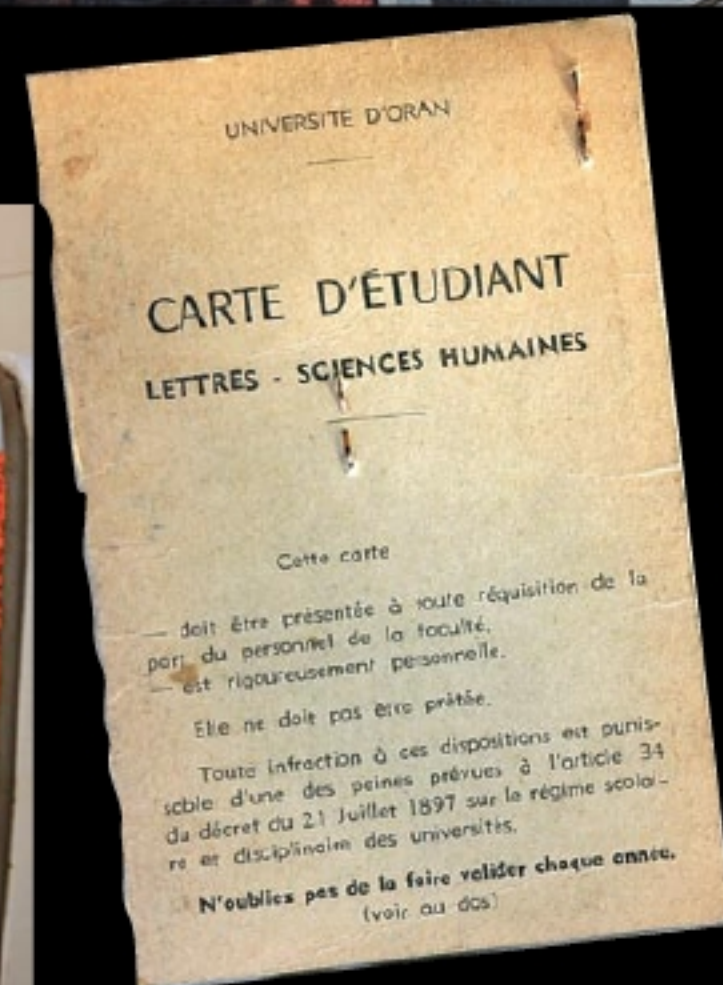 UNIVERSITE D'ORAN
CARTE D'ÉTUDIANT
LETTRES - SCIENCES HUMAINES
Cette carte
— doit être présentée à toute réquisition de la
part du personnel de la faculté.
— est rigoureusement personnelle.
Elle ne doit pas être prêtée.
Toute infraction à ces dispositions est punis-
sable d'une des peines prévues à l'article 34
du décret du 21 Juillet 1897 sur le régime scolai-
re et disciplinaire des universités.
N'oubliez pas de la faire valider chaque année.
(voir au dos)